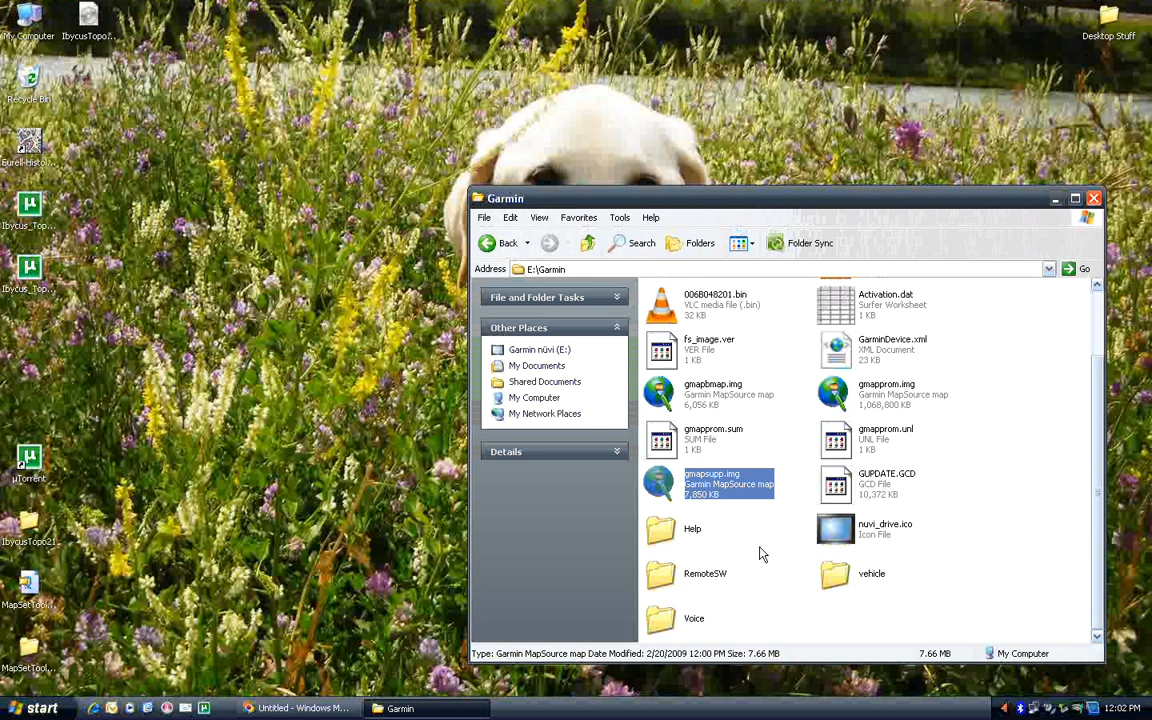 My Computer
IbycusTopo...
Desktop Stuff
Recycle Bin
Eurell-Histol...
Ibycus_Top...
Ibycus_Top...
µTorrent
IbycusTopo21
MapSetTool...
MapSetTool...
Garmin
File Edit View Favorites Tools Help
Back Search Folders Folder Sync
Address E:\Garmin Go
File and Folder Tasks
Other Places
Garmin nüvi (E:)
My Documents
Shared Documents
My Computer
My Network Places
Details
006B048201.bin
VLC media file (.bin)
32 KB
Activation.dat
Surfer Worksheet
1 KB
fs_image.ver
VER File
1 KB
GarminDevice.xml
XML Document
23 KB
gmapbmap.img
Garmin MapSource map
6,056 KB
gmapprom.img
Garmin MapSource map
1,068,800 KB
gmapprom.sum
SUM File
1 KB
gmapprom.unl
UNL File
1 KB
gmapsupp.img
Garmin MapSource map
7,850 KB
GUPDATE.GCD
GCD File
10,372 KB
Help
nuvi_drive.ico
Icon File
RemoteSW
vehicle
Voice
Type: Garmin MapSource map Date Modified: 2/20/2009 12:00 PM Size: 7.66 MB 7.66 MB My Computer
start Untitled - Windows M... Garmin 12:02 PM